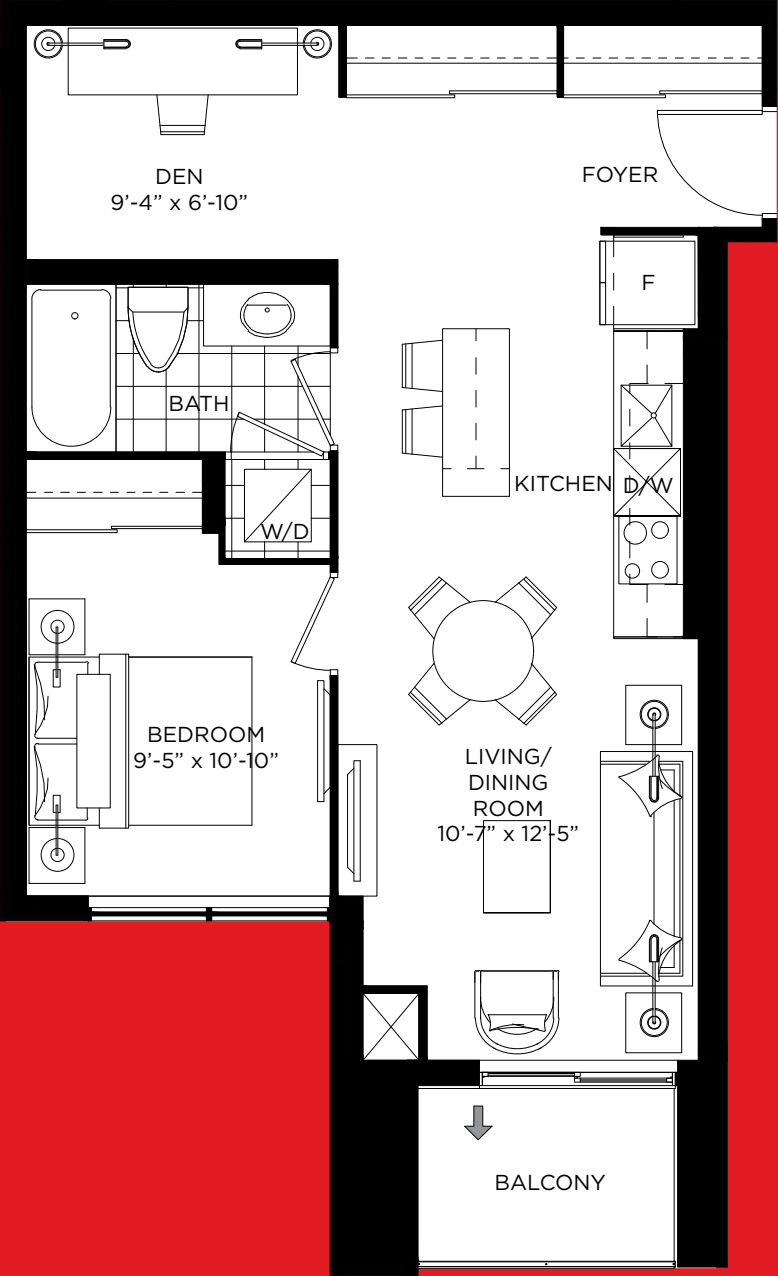 DEN
9’-4” x 6’-10”
FOYER
F
BATH
KITCHEN
D/W
W/D
BEDROOM
9’-5” x 10’-10”
LIVING/
DINING
ROOM
10’-7” x 12’-5”
BALCONY